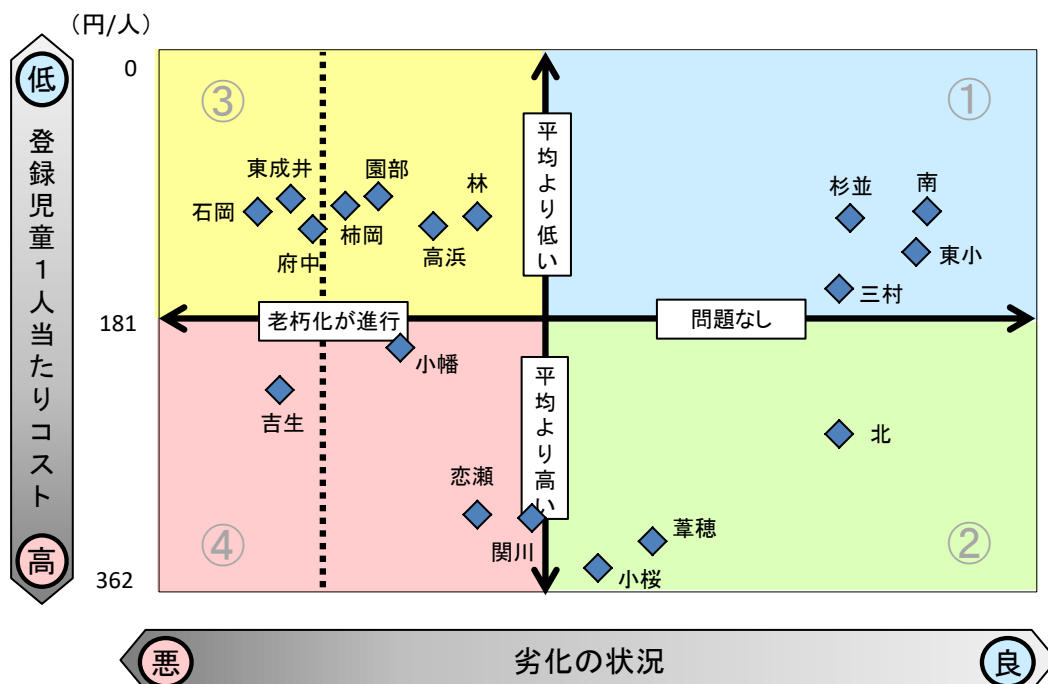 （円/人）
低
登録児童1人当たりコスト
高
0
181
362
③
①
④
②
平均より低い
平均より高い
老朽化が進行
問題なし
東成井
園部
石岡
府中
柿岡
高浜
林
杉並
南
東小
三村
小幡
吉生
北
恋瀬
関川
葦穂
小桜
悪
劣化の状況
良